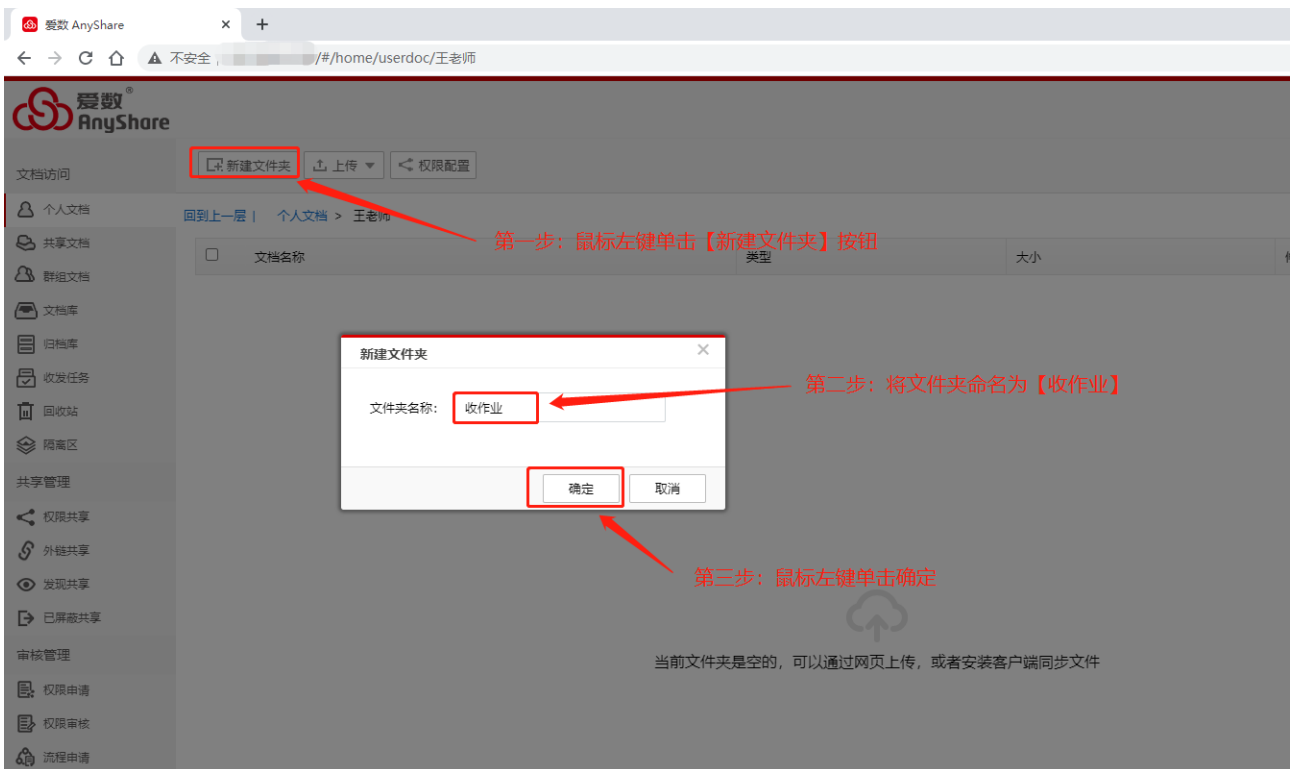 爱数 AnyShare
不安全
/#/home/userdoc/王老师
爱数®
AnyShare
新建文件夹
上传
权限配置
文档访问
个人文档
共享文档
群组文档
文档库
归档库
收发任务
回收站
隔离区
共享管理
权限共享
外链共享
发现共享
已屏蔽共享
审核管理
权限申请
权限审核
流程申请
回到上一层 | 个人文档 > 王老师
第一步：鼠标左键单击【新建文件夹】按钮
文档名称
类型
大小
新建文件夹
文件夹名称：
收作业
第二步：将文件夹命名为【收作业】
确定
取消
第三步：鼠标左键单击确定
当前文件夹是空的，可以通过网页上传，或者安装客户端同步文件